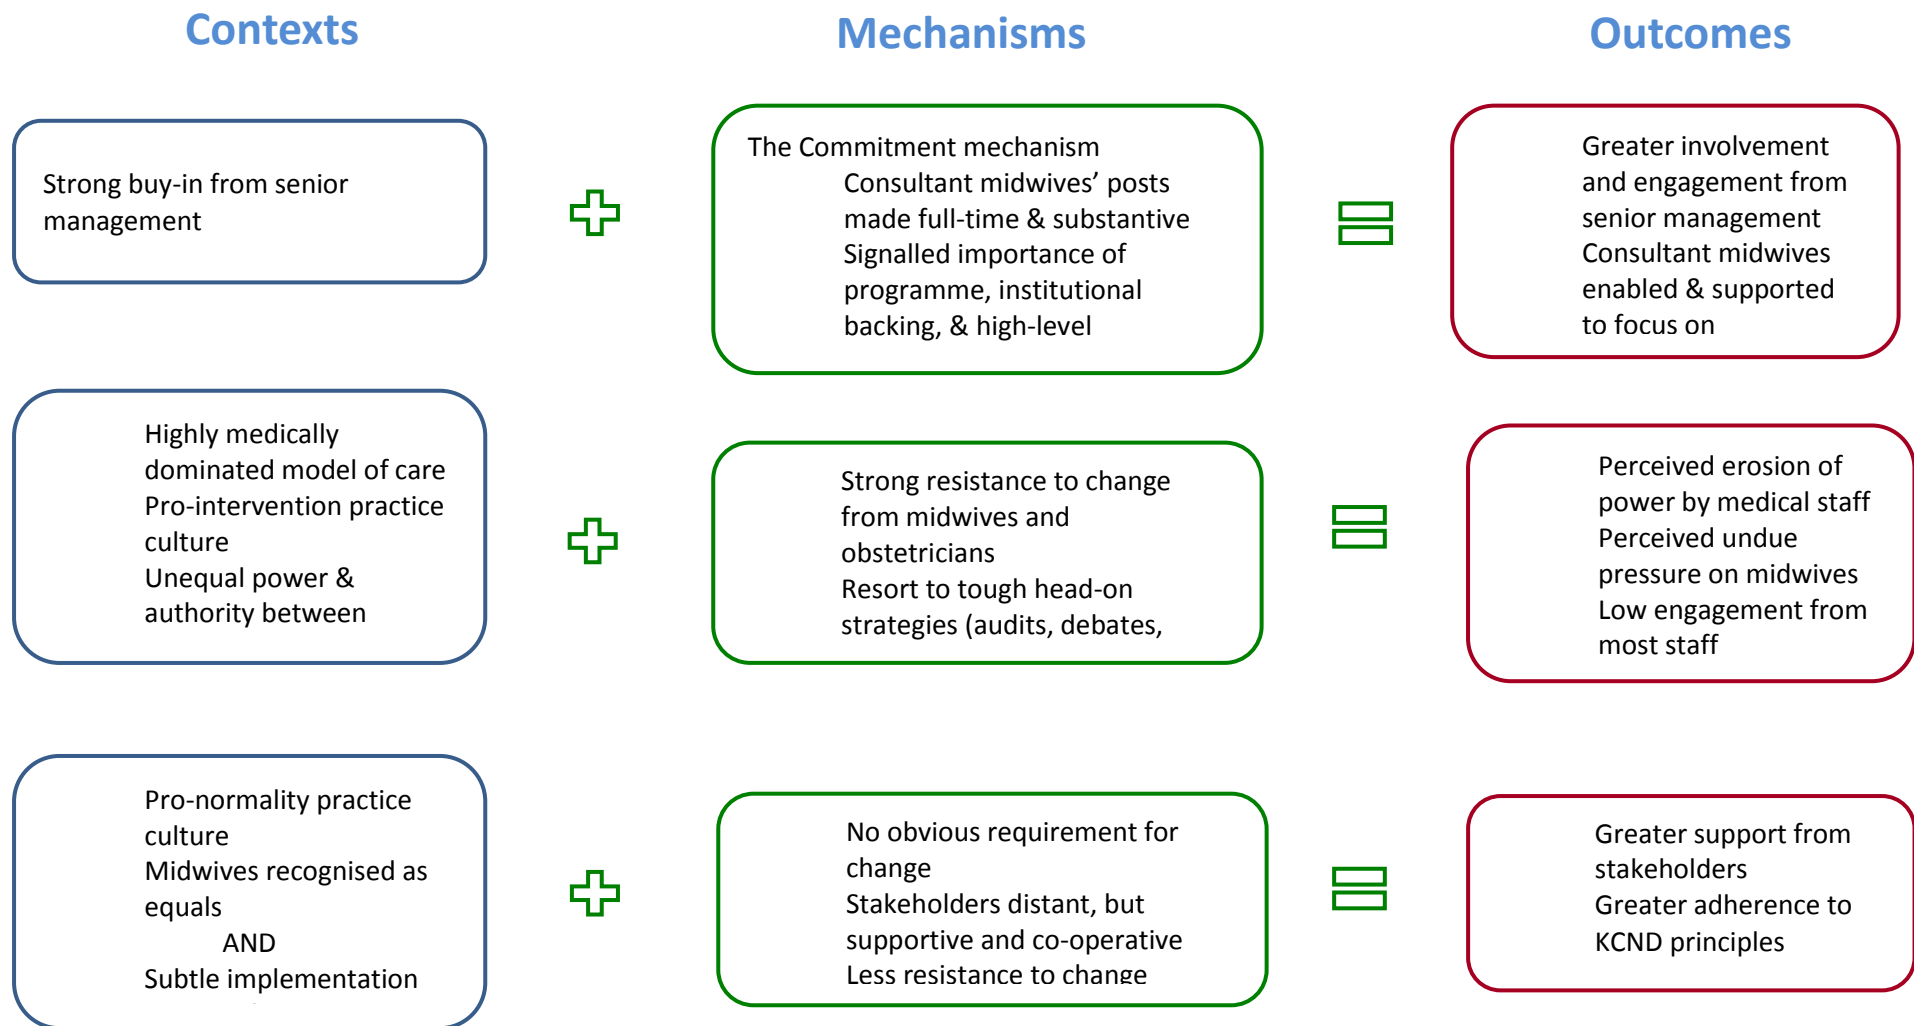 Contexts
Mechanisms
Outcomes
Strong buy-in from senior
management
The Commitment mechanism
Consultant midwives’ posts
made full-time & substantive
Signalled importance of
programme, institutional
backing, & high-level
Greater involvement
and engagement from
senior management
Consultant midwives
enabled & supported
to focus on
Highly medically
dominated model of care
Pro-intervention practice
culture
Unequal power &
authority between
Strong resistance to change
from midwives and
obstetricians
Resort to tough head-on
strategies (audits, debates,
Perceived erosion of
power by medical staff
Perceived undue
pressure on midwives
Low engagement from
most staff
Pro-normality practice
culture
Midwives recognised as
equals
AND
Subtle implementation
No obvious requirement for
change
Stakeholders distant, but
supportive and co-operative
Less resistance to change
Greater support from
stakeholders
Greater adherence to
KCND principles